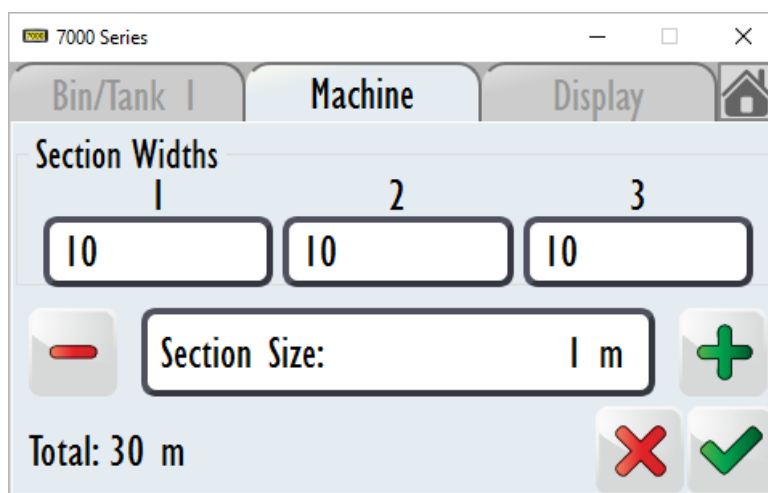 7000 7000 Series
Bin/Tank 1 Machine Display
Section Widths
1 2 3
10 10 10
Section Size: 1 m
Total: 30 m